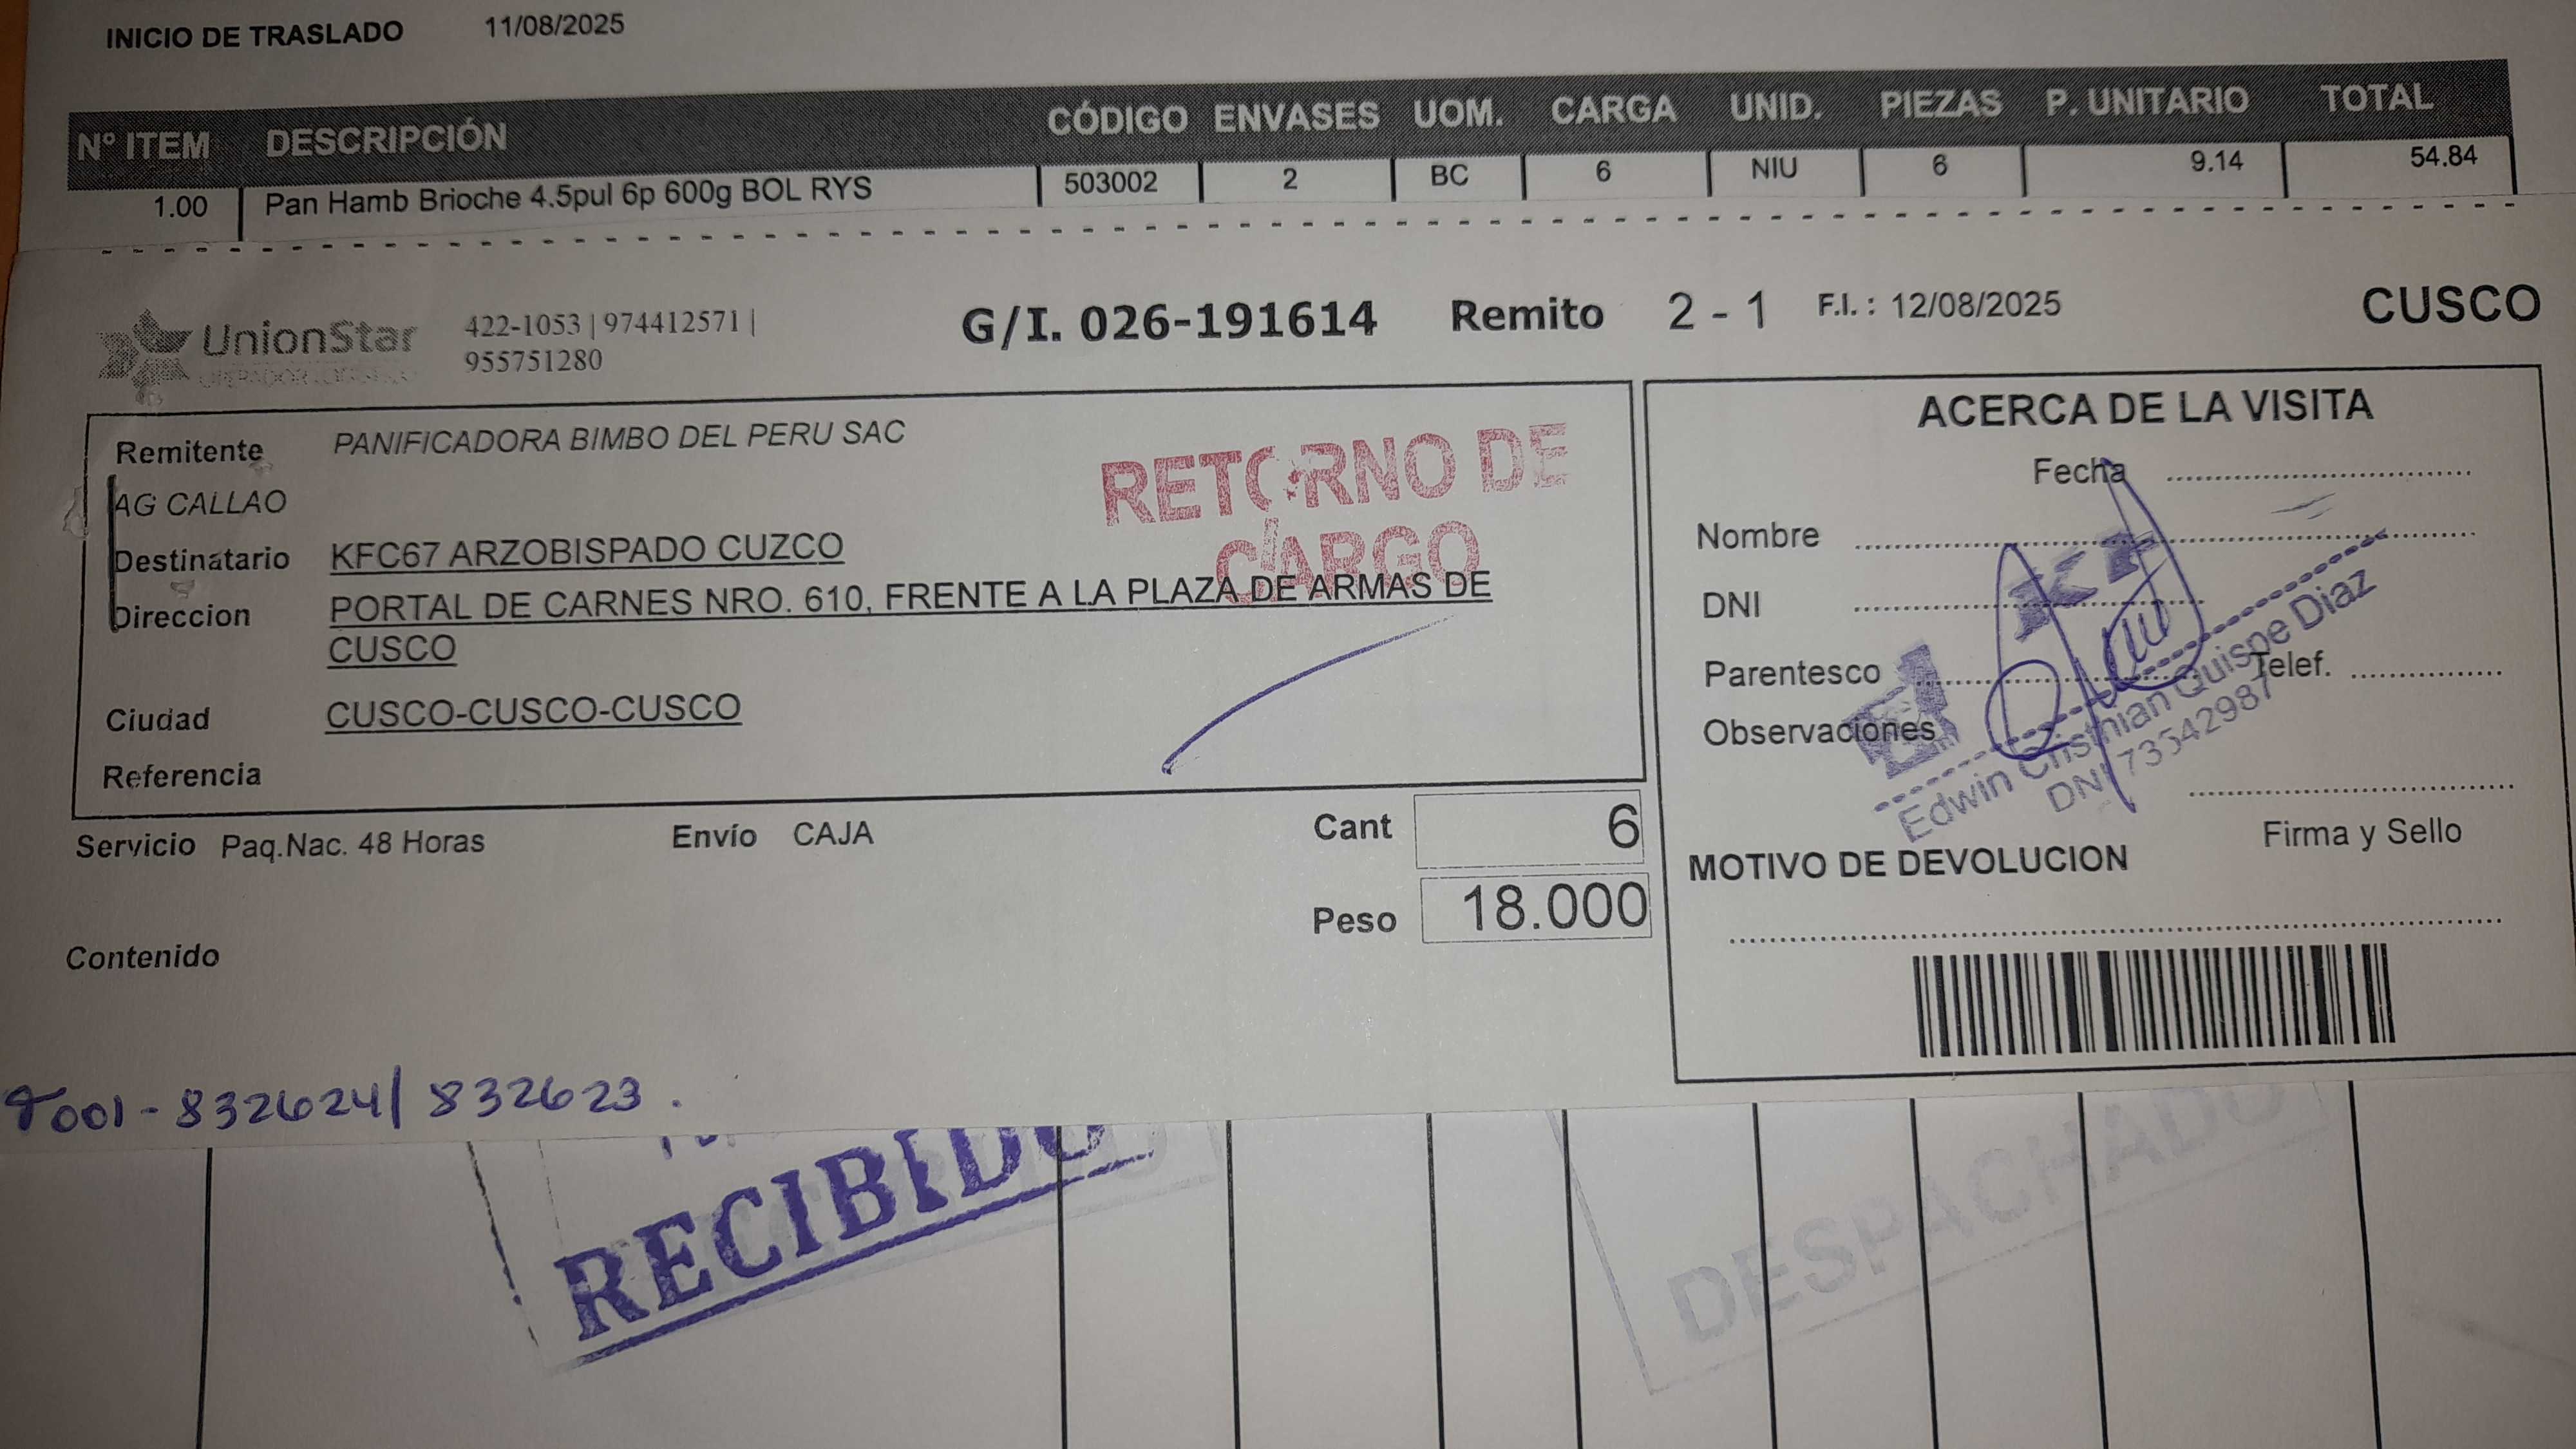 INICIO DE TRASLADO 11/08/2025
N° ITEM DESCRIPCIÓN CÓDIGO ENVASES UOM. CARGA UNID. PIEZAS P. UNITARIO TOTAL
1.00 Pan Hamb Brioche 4.5pul 6p 600g BOL RYS 503002 2 BC 6 NIU 6 9.14 54.84
UnionStar
OPERADOR LOGISTICO
422-1053 | 974412571 |
955751280
G/I. 026-191614 Remito 2 - 1 F.I. : 12/08/2025 CUSCO
Remitente PANIFICADORA BIMBO DEL PERU SAC
AG CALLAO
RETORNO DE
CARGO
Destinatario KFC67 ARZOBISPADO CUZCO
Direccion PORTAL DE CARNES NRO. 610, FRENTE A LA PLAZA DE ARMAS DE
CUSCO
Ciudad CUSCO-CUSCO-CUSCO
Referencia
Servicio Paq.Nac. 48 Horas Envío CAJA Cant 6
Peso 18.000
Contenido
ACERCA DE LA VISITA
Fecha
Nombre
DNI
Parentesco Telef.
Observaciones
Edwin Cristhian Quispe Diaz
DNI 73542987
Firma y Sello
MOTIVO DE DEVOLUCION
T001-832624/ 832623.
RECIBIDO
DESPACHADO